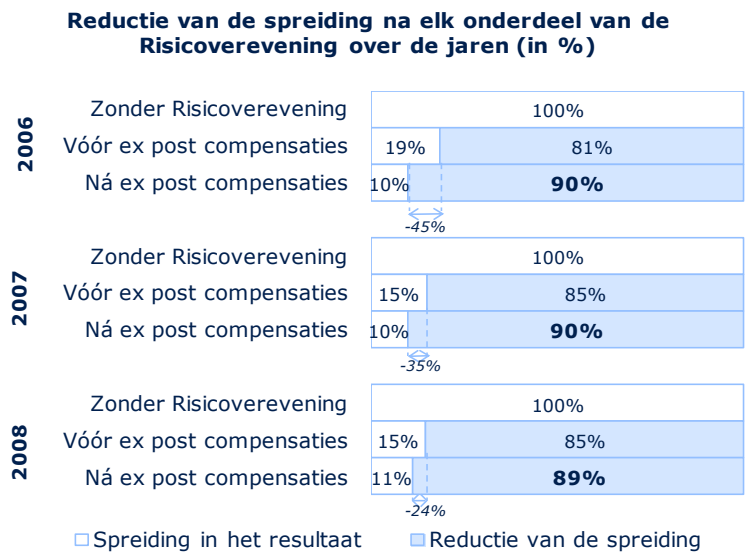 Reductie van de spreiding na elk onderdeel van de
Risicoverevening over de jaren (in %)
2006
Zonder Risicoverevening 100%
Vóór ex post compensaties 19% 81%
Ná ex post compensaties 10% 90%
-45%
2007
Zonder Risicoverevening 100%
Vóór ex post compensaties 15% 85%
Ná ex post compensaties 10% 90%
-35%
2008
Zonder Risicoverevening 100%
Vóór ex post compensaties 15% 85%
Ná ex post compensaties 11% 89%
-24%
Spreiding in het resultaat Reductie van de spreiding